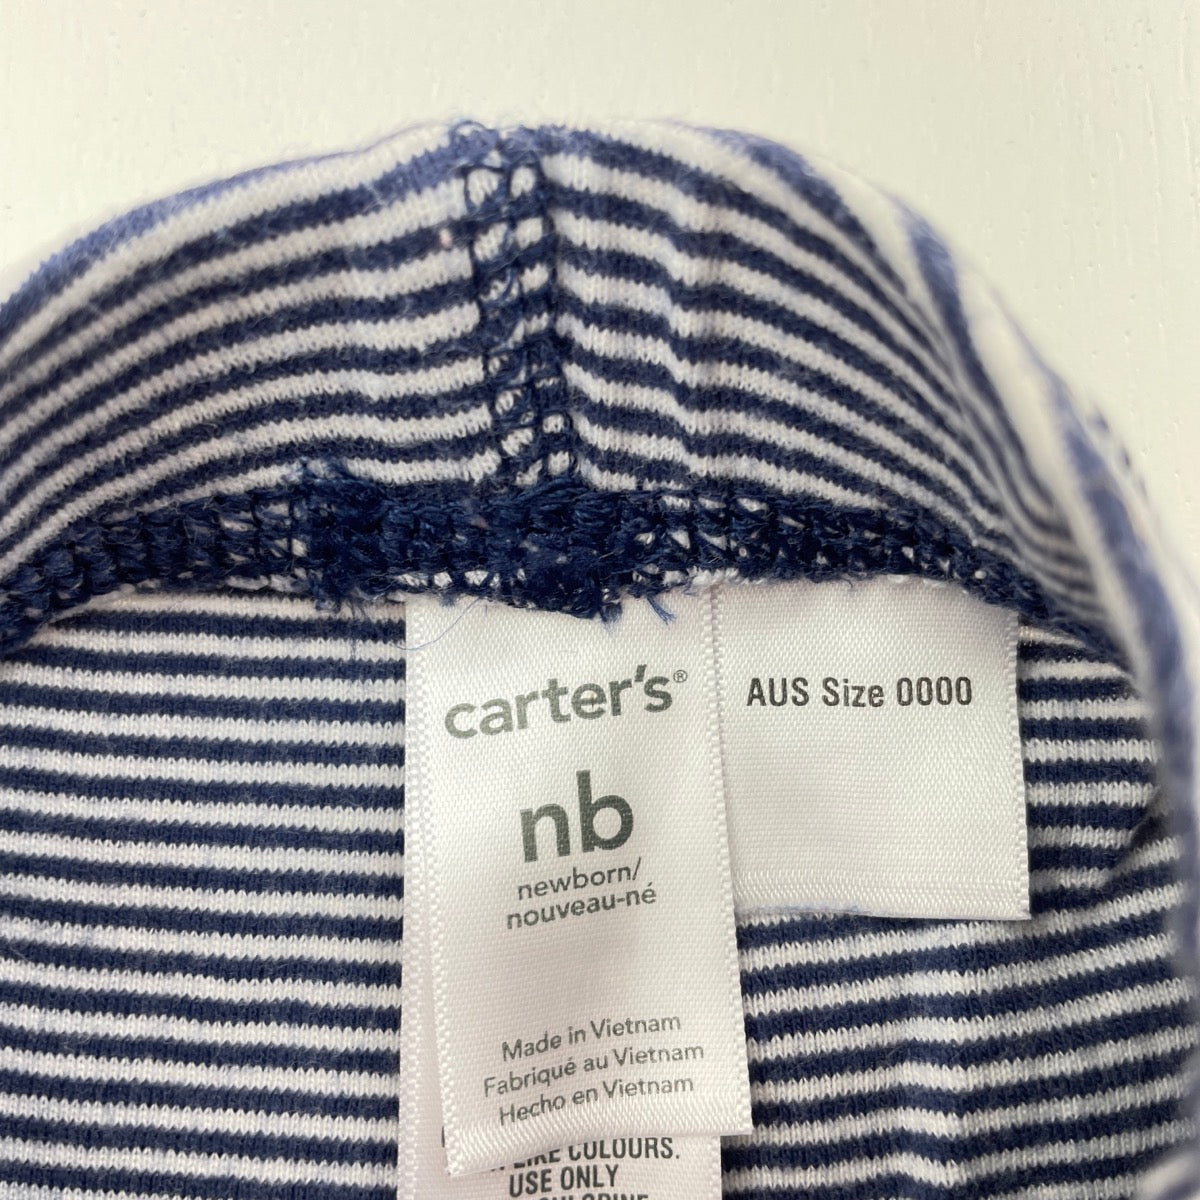 carter's®
nb
newborn/
nouveau-né
Made in Vietnam
Fabriqué au Vietnam
Hecho en Vietnam
AUS Size 0000
LIKE COLOURS.
USE ONLY